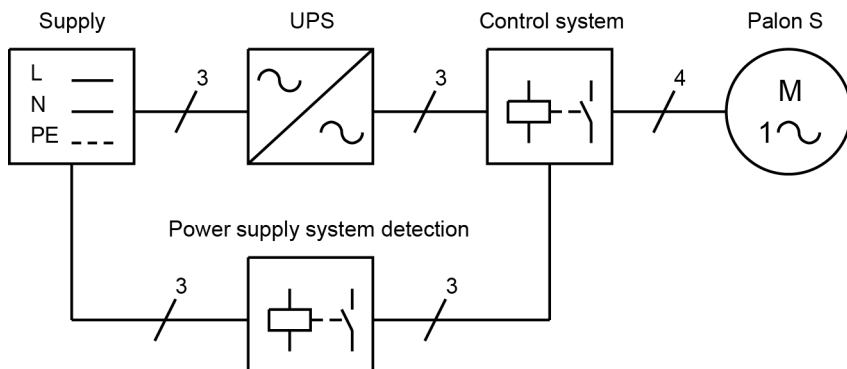 Supply
UPS
Control system
Palon S
L
N
PE
3
3
4
M
1
Power supply system detection
3
3